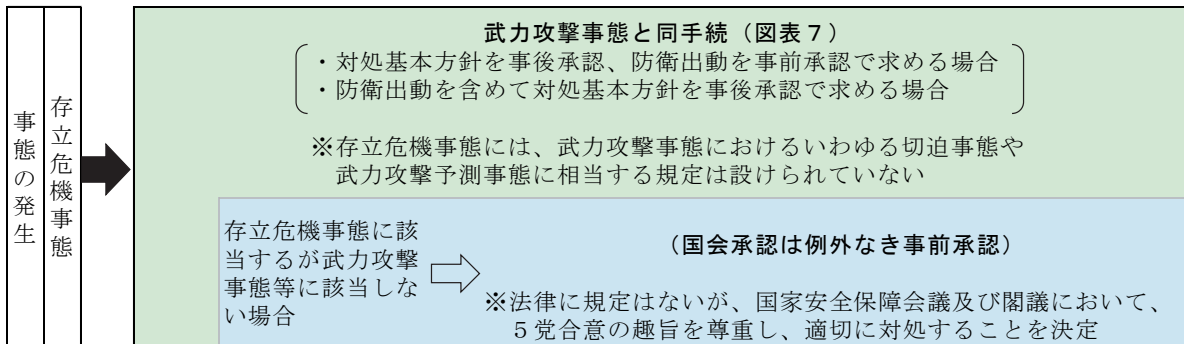 事態の発生
存立危機事態
武力攻撃事態と同手続（図表７）
・対処基本方針を事後承認、防衛出動を事前承認で求める場合
・防衛出動を含めて対処基本方針を事後承認で求める場合
※存立危機事態には、武力攻撃事態におけるいわゆる切迫事態や
武力攻撃予測事態に相当する規定は設けられていない
存立危機事態に該
当するが武力攻撃
事態等に該当しな
い場合
（国会承認は例外なき事前承認）
※法律に規定はないが、国家安全保障会議及び閣議において、
５党合意の趣旨を尊重し、適切に対処することを決定